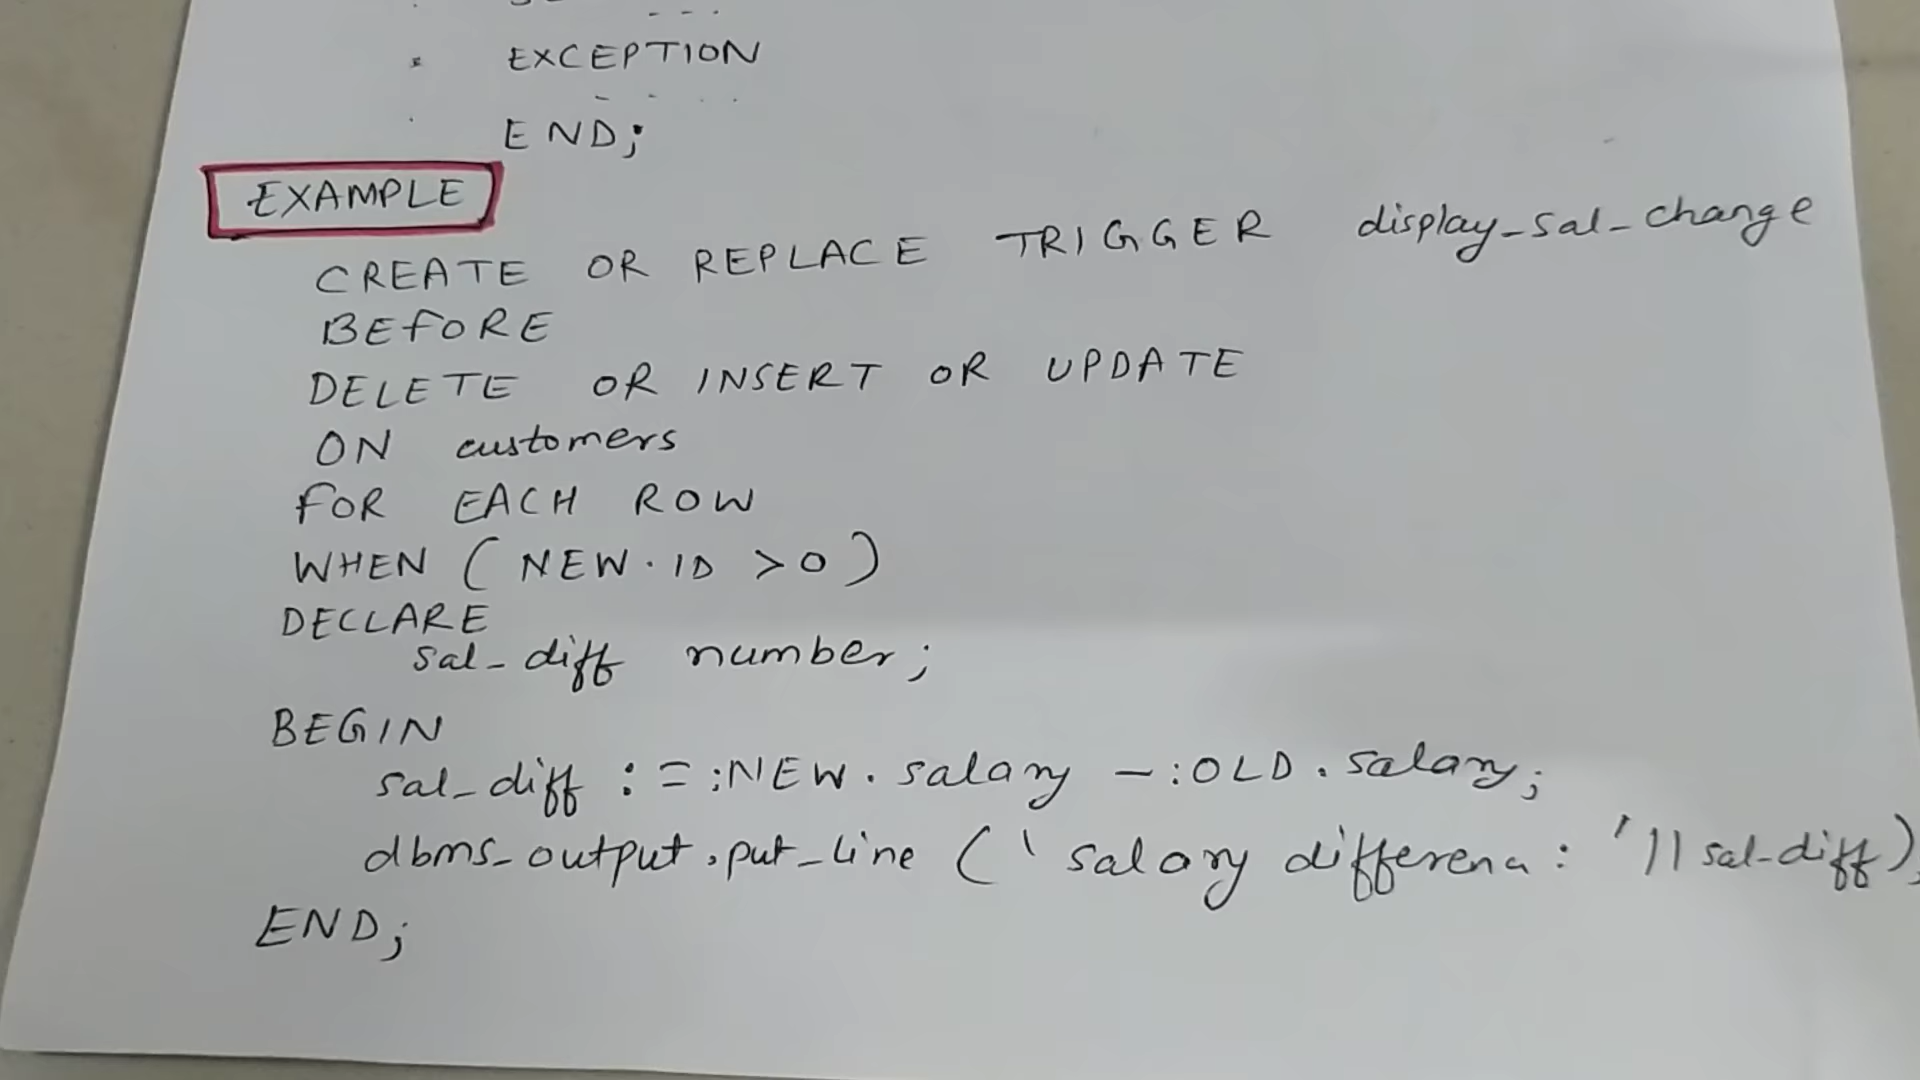 EXCEPTION
END;
EXAMPLE
CREATE OR REPLACE TRIGGER display_sal_change
BEFORE
DELETE OR INSERT OR UPDATE
ON customers
FOR EACH ROW
WHEN (NEW.ID >0)
DECLARE
sal_diff number;
BEGIN
sal_diff :=:NEW.salary -:OLD.salary;
dbms_output.put_line ('salary differena: '|| sal_diff);
END;